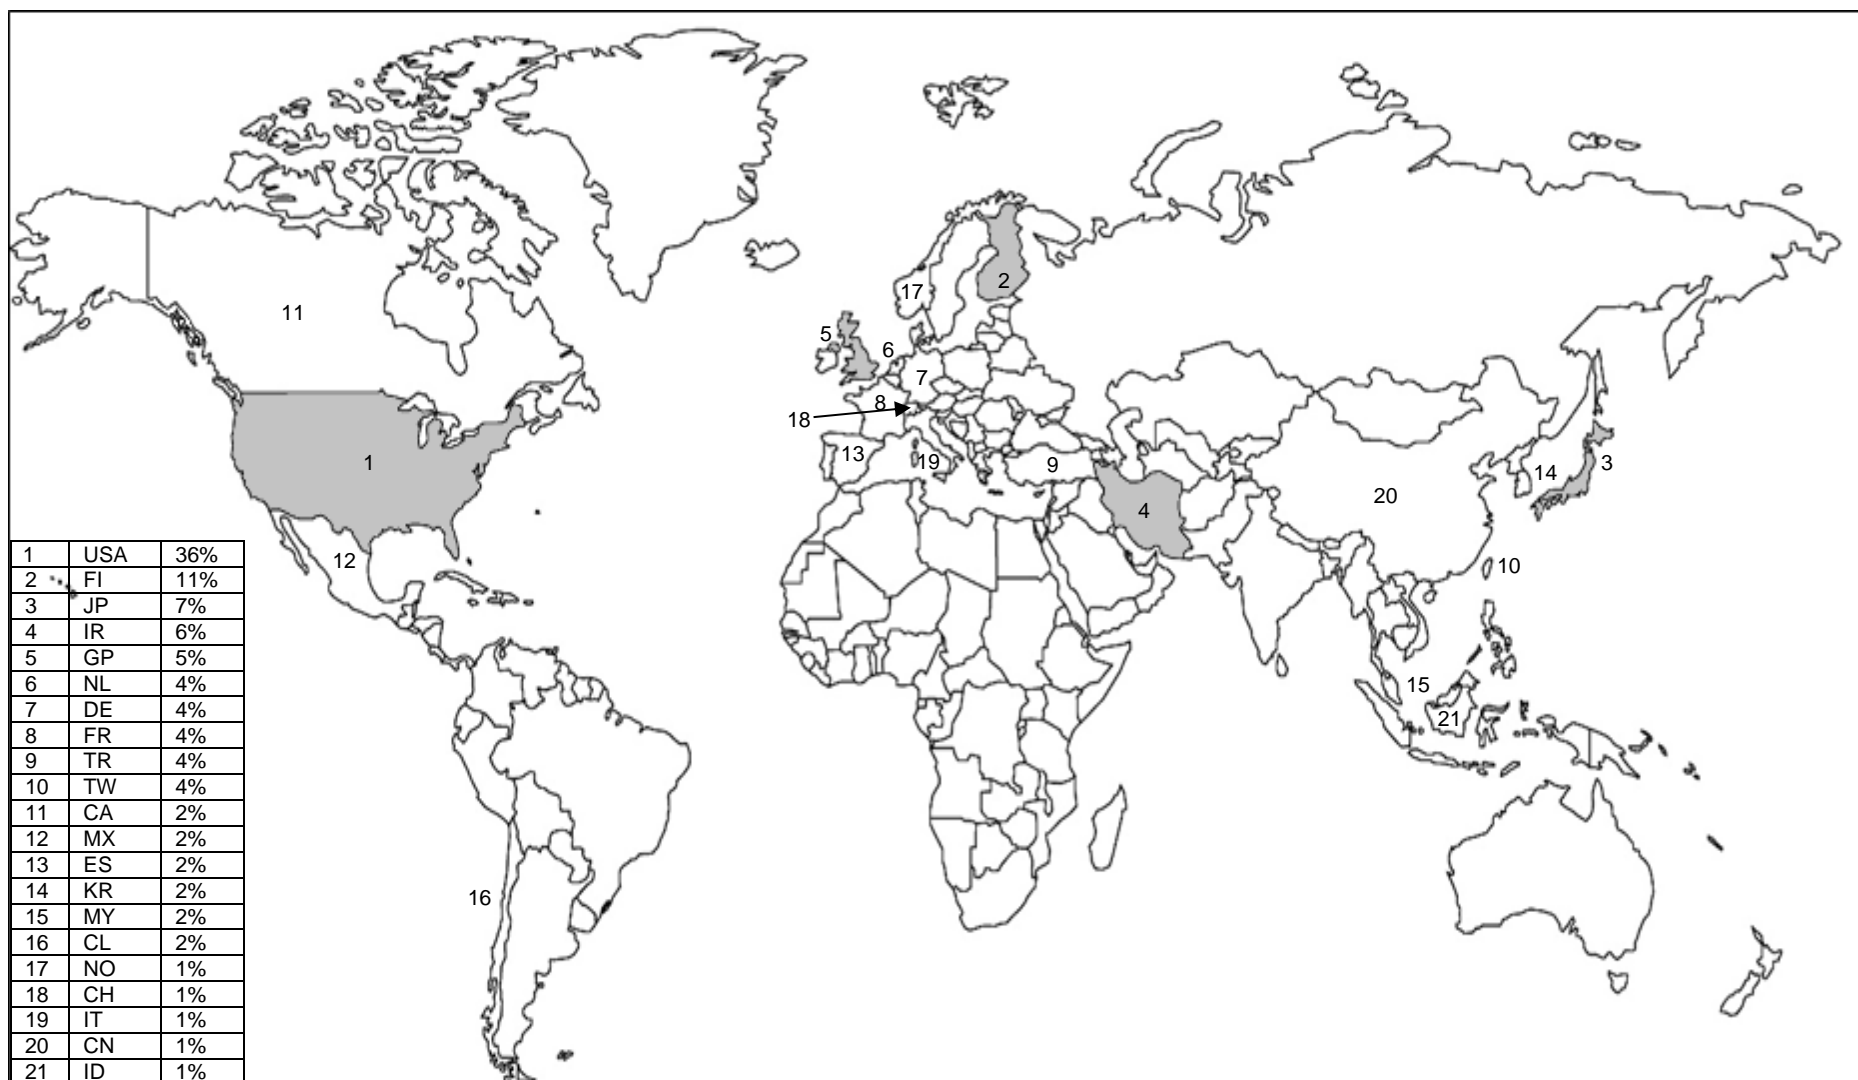 11
17
2
5
6
7
8
18
13
19
9
1
4
20
14
3
12
10
15
21
16
1 USA 36%
2 FI 11%
3 JP 7%
4 IR 6%
5 GP 5%
6 NL 4%
7 DE 4%
8 FR 4%
9 TR 4%
10 TW 4%
11 CA 2%
12 MX 2%
13 ES 2%
14 KR 2%
15 MY 2%
16 CL 2%
17 NO 1%
18 CH 1%
19 IT 1%
20 CN 1%
21 ID 1%